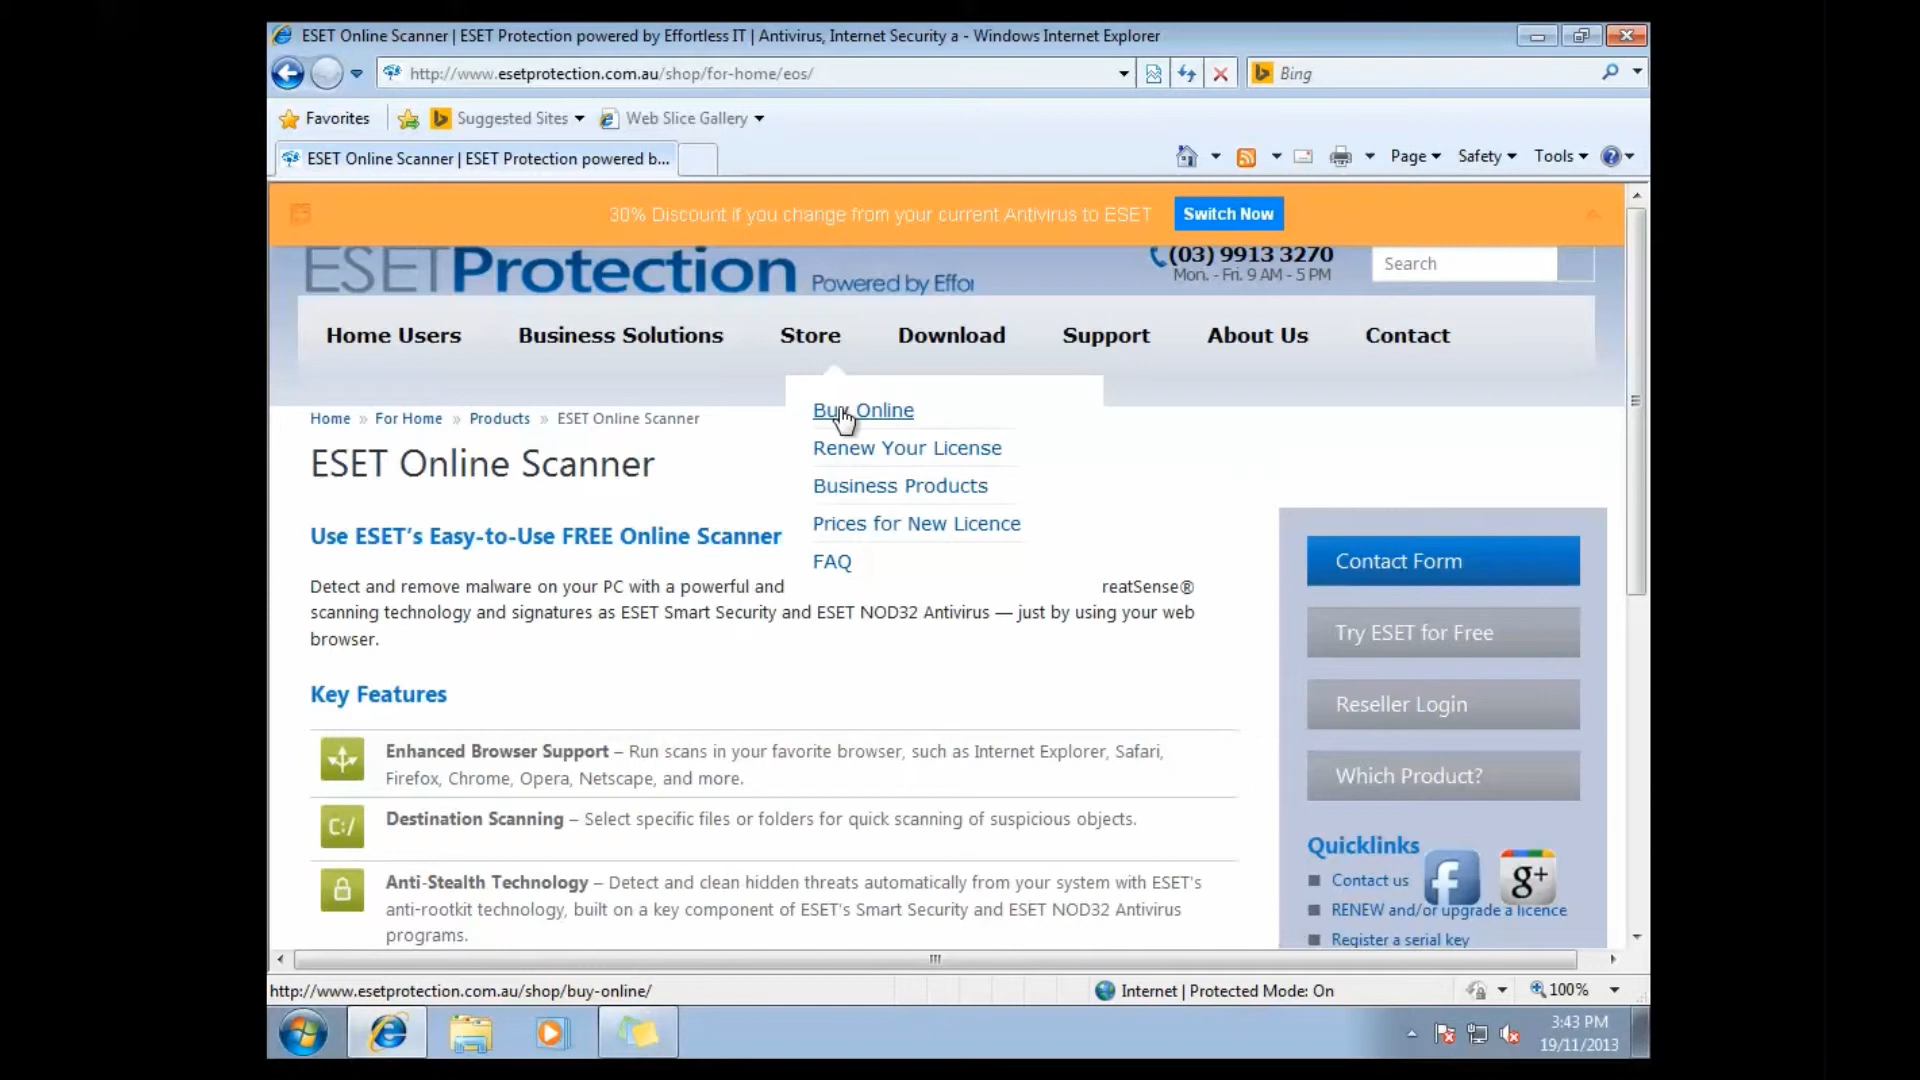 ESET Online Scanner | ESET Protection powered by Effortless IT | Antivirus, Internet Security a - Windows Internet Explorer
http://www.esetprotection.com.au/shop/for-home/eos/
Bing
Favorites
Suggested Sites
Web Slice Gallery
ESET Online Scanner | ESET Protection powered b...
Page
Safety
Tools
30% Discount if you change from your current Antivirus to ESET
Switch Now
ESETProtection Powered by Effor
(03) 9913 3270
Mon. - Fri. 9 AM - 5 PM
Search
Home Users
Business Solutions
Store
Download
Support
About Us
Contact
Buy Online
Renew Your License
Business Products
Prices for New Licence
FAQ
Home » For Home » Products » ESET Online Scanner
ESET Online Scanner
Use ESET's Easy-to-Use FREE Online Scanner
Detect and remove malware on your PC with a powerful and reatSense®
scanning technology and signatures as ESET Smart Security and ESET NOD32 Antivirus — just by using your web
browser.
Key Features
Enhanced Browser Support – Run scans in your favorite browser, such as Internet Explorer, Safari,
Firefox, Chrome, Opera, Netscape, and more.
C:/
Destination Scanning – Select specific files or folders for quick scanning of suspicious objects.
Anti-Stealth Technology – Detect and clean hidden threats automatically from your system with ESET's
anti-rootkit technology, built on a key component of ESET's Smart Security and ESET NOD32 Antivirus
programs.
Contact Form
Try ESET for Free
Reseller Login
Which Product?
Quicklinks
Contact us
f
g+
RENEW and/or upgrade a licence
Register a serial key
http://www.esetprotection.com.au/shop/buy-online/
Internet | Protected Mode: On
100%
3:43 PM
19/11/2013